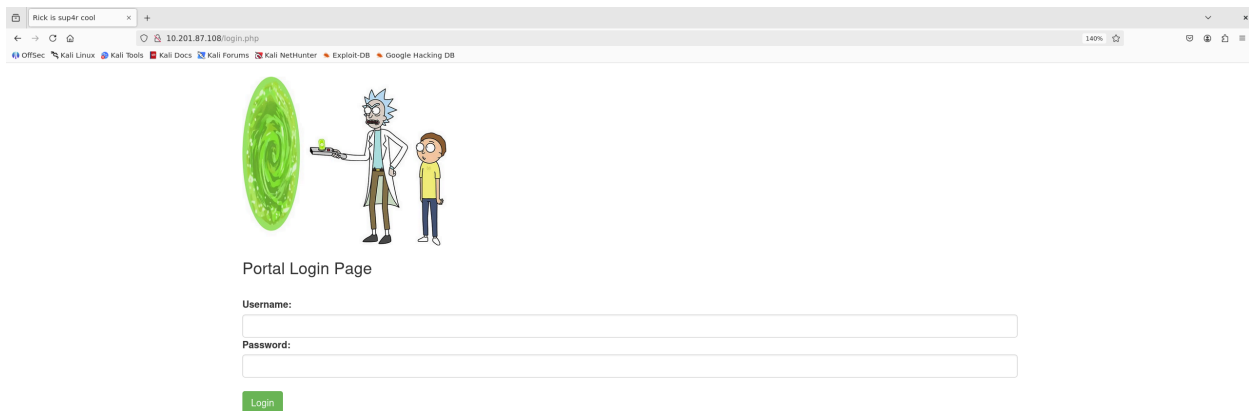 Rick is sup4r cool
10.201.87.108/login.php
140%
OffSec Kali Linux Kali Tools Kali Docs Kali Forums Kali NetHunter Exploit-DB Google Hacking DB
Portal Login Page
Username:
Password:
Login